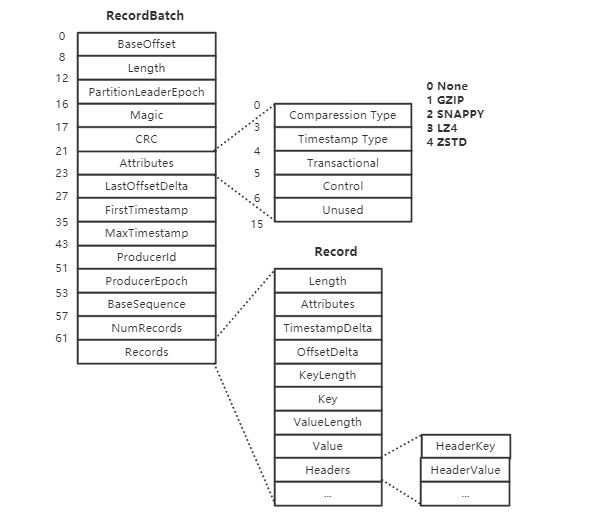 RecordBatch
0
BaseOffset
8
Length
12
PartitionLeaderEpoch
16
Magic
17
CRC
21
Attributes
23
LastOffsetDelta
27
FirstTimestamp
35
MaxTimestamp
43
ProducerId
51
ProducerEpoch
53
BaseSequence
57
NumRecords
61
Records
0
Comparession Type
3
Timestamp Type
4
Transactional
5
Control
6
Unused
15
0 None
1 GZIP
2 SNAPPY
3 LZ4
4 ZSTD
Record
Length
Attributes
TimestampDelta
OffsetDelta
KeyLength
Key
ValueLength
Value
Headers
...
HeaderKey
HeaderValue
...